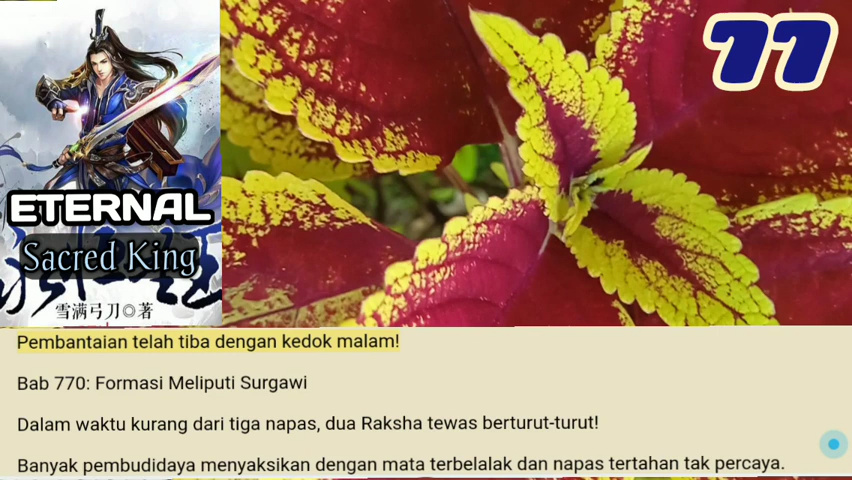 77
ETERNAL
Sacred King
雪满弓刀◎著
Pembantaian telah tiba dengan kedok malam!
Bab 770: Formasi Meliputi Surgawi
Dalam waktu kurang dari tiga napas, dua Raksha tewas berturut-turut!
Banyak pembudidaya menyaksikan dengan mata terbelalak dan napas tertahan tak percaya.